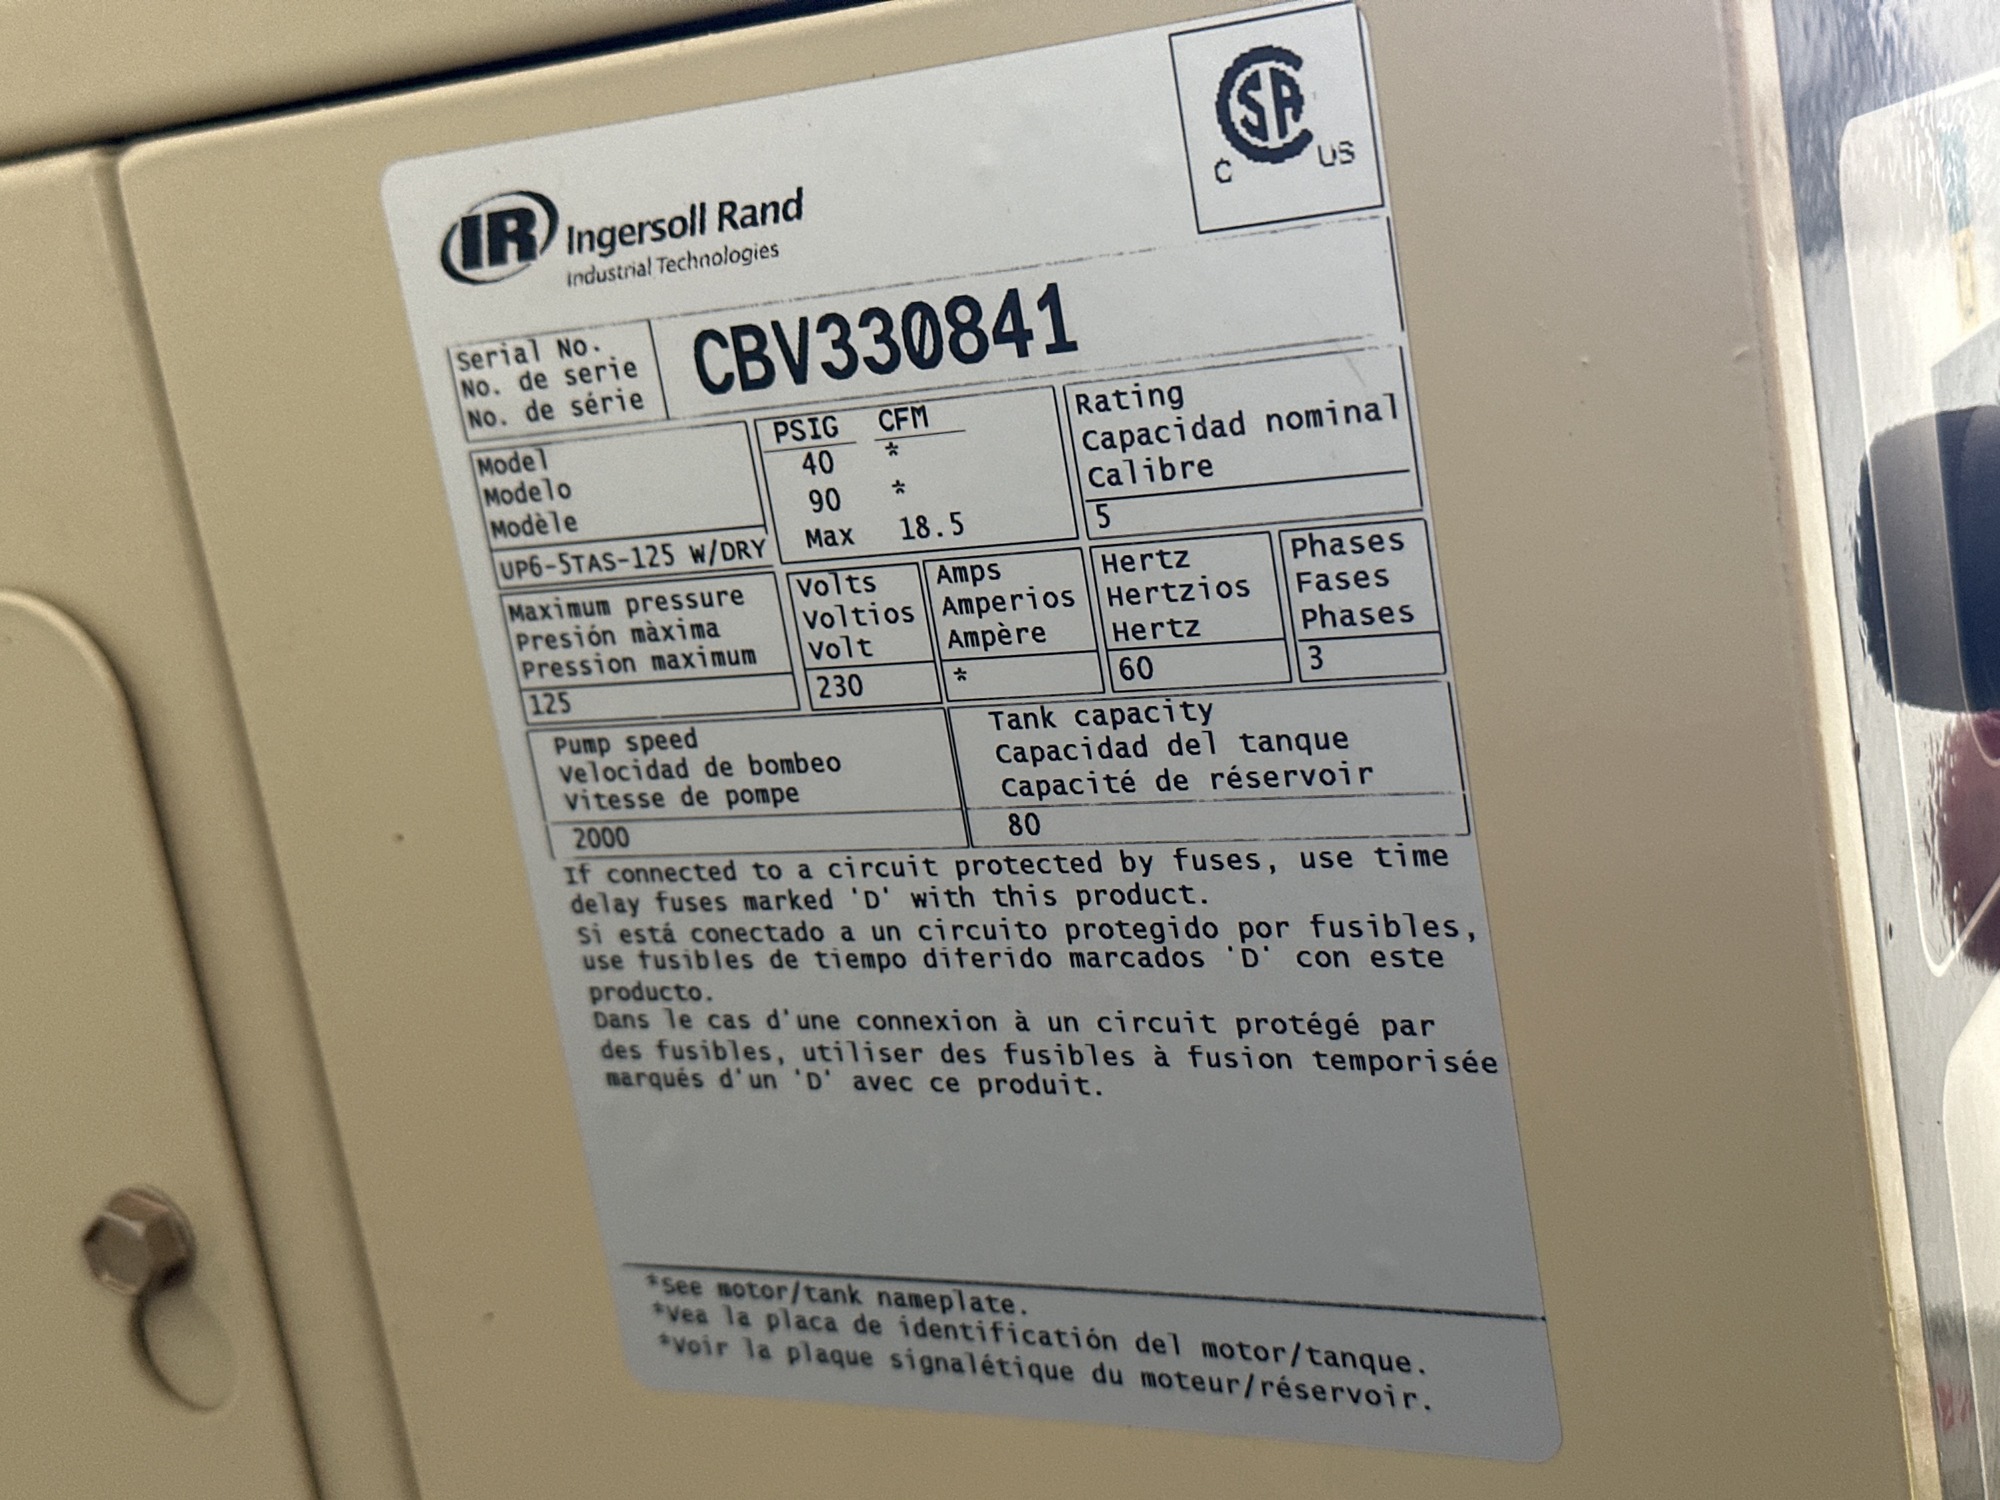 CSA
C US
IR Ingersoll Rand
Industrial Technologies
Serial No.
No. de serie
No. de série
CBV330841
Model
Modelo
Modèle
UP6-5TAS-125 W/DRY
PSIG CFM
40 *
90 *
Max 18.5
Rating
Capacidad nominal
Calibre
5
Maximum pressure
Presión màxima
Pression maximum
125
Volts
Voltios
Volt
230
Amps
Amperios
Ampère
*
Hertz
Hertzios
Hertz
60
Phases
Fases
Phases
3
Pump speed
Velocidad de bombeo
Vitesse de pompe
2000
Tank capacity
Capacidad del tanque
Capacité de réservoir
80
If connected to a circuit protected by fuses, use time
delay fuses marked 'D' with this product.
Si está conectado a un circuito protegido por fusibles,
use fusibles de tiempo diferido marcados 'D' con este
producto.
Dans le cas d'une connexion à un circuit protégé par
des fusibles, utiliser des fusibles à fusion temporisée
marqués d'un 'D' avec ce produit.
*See motor/tank nameplate.
*Vea la placa de identificatión del motor/tanque.
*Voir la plaque signalétique du moteur/réservoir.